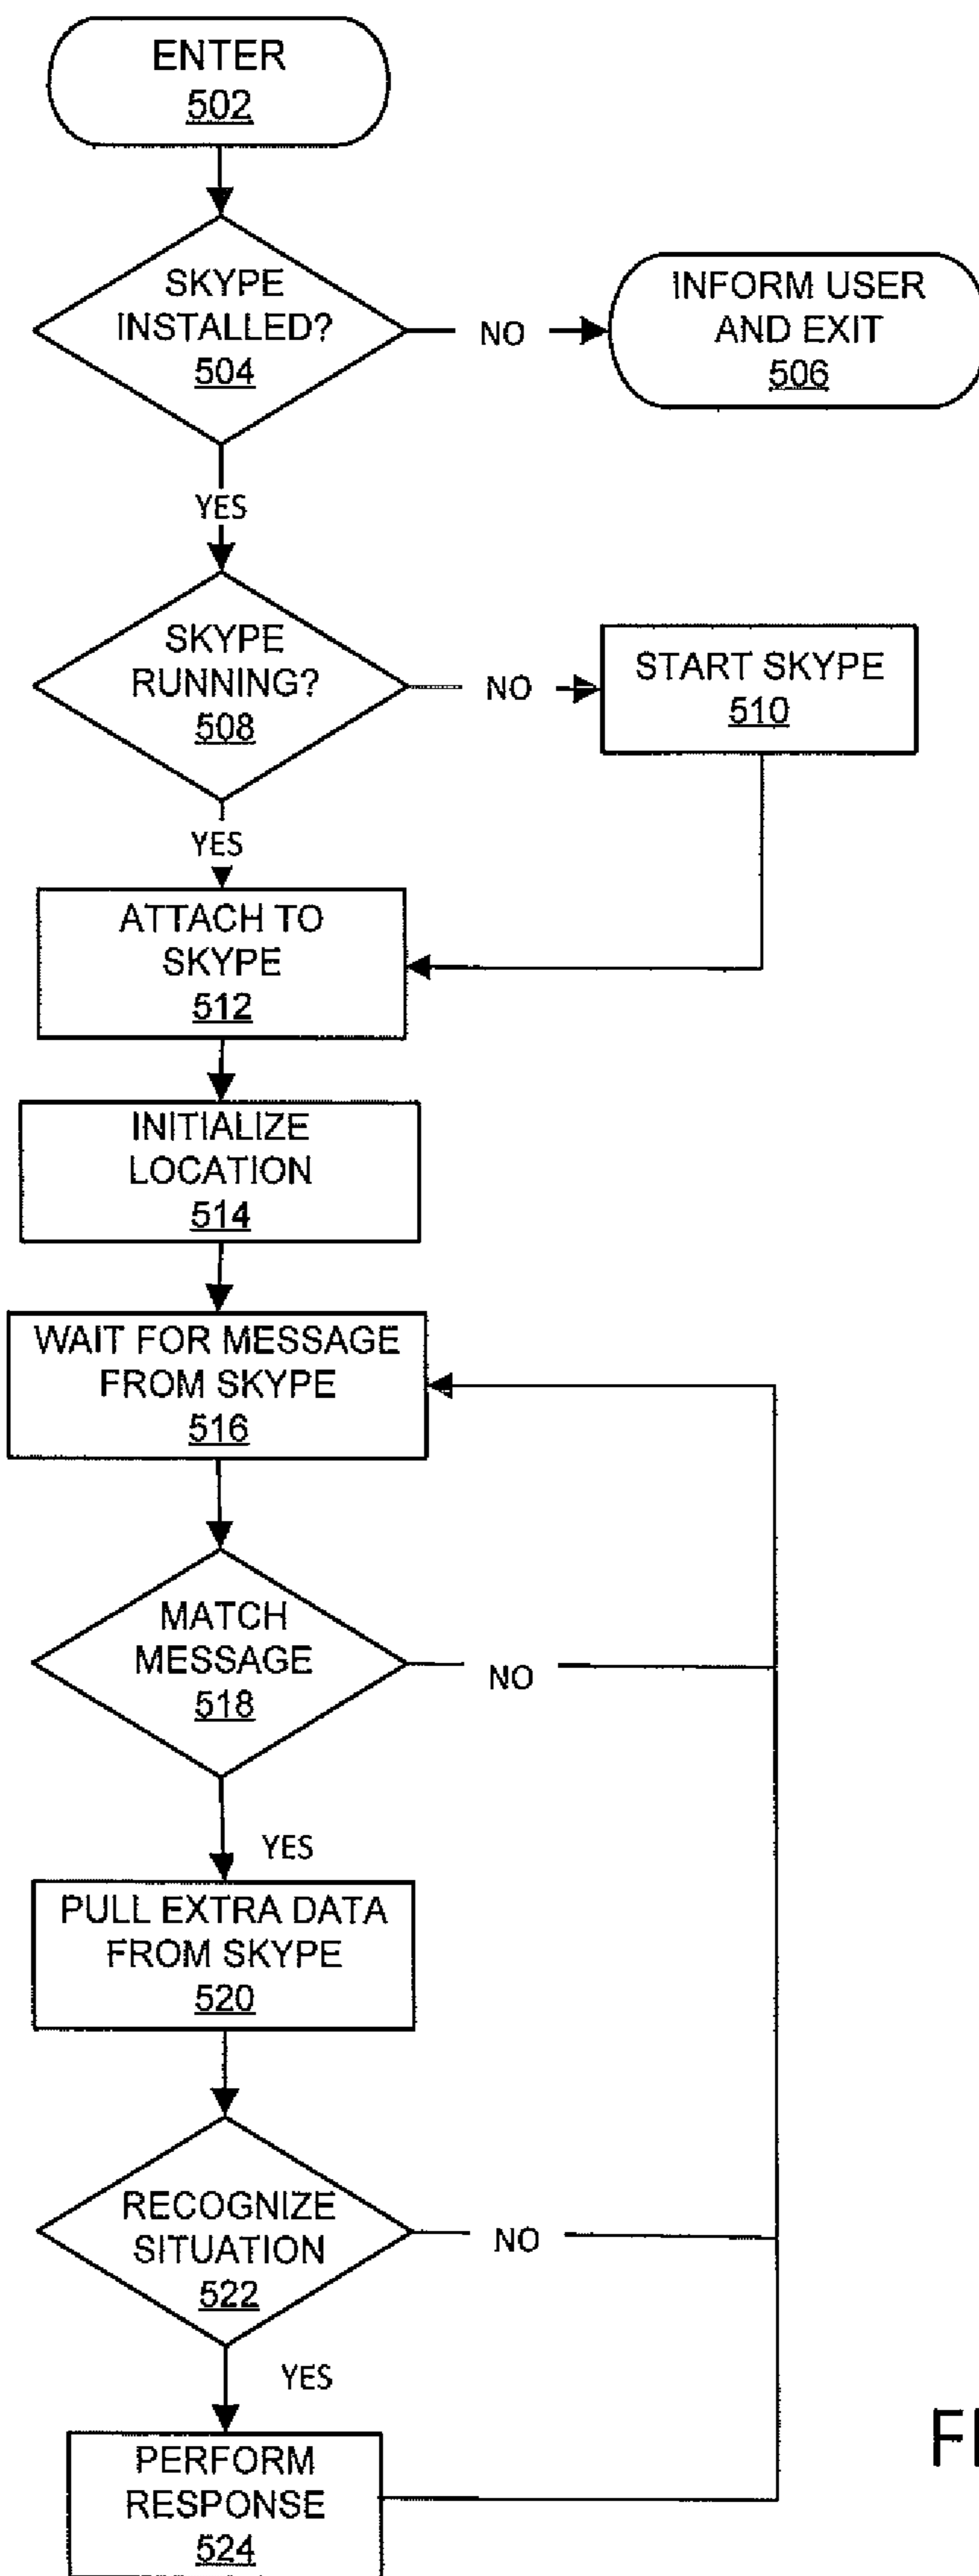 ENTER
502
SKYPE
INSTALLED?
504
NO
INFORM USER
AND EXIT
506
YES
SKYPE
RUNNING?
508
NO
START SKYPE
510
YES
ATTACH TO
SKYPE
512
INITIALIZE
LOCATION
514
WAIT FOR MESSAGE
FROM SKYPE
516
MATCH
MESSAGE
518
NO
YES
PULL EXTRA DATA
FROM SKYPE
520
RECOGNIZE
SITUATION
522
NO
YES
PERFORM
RESPONSE
524